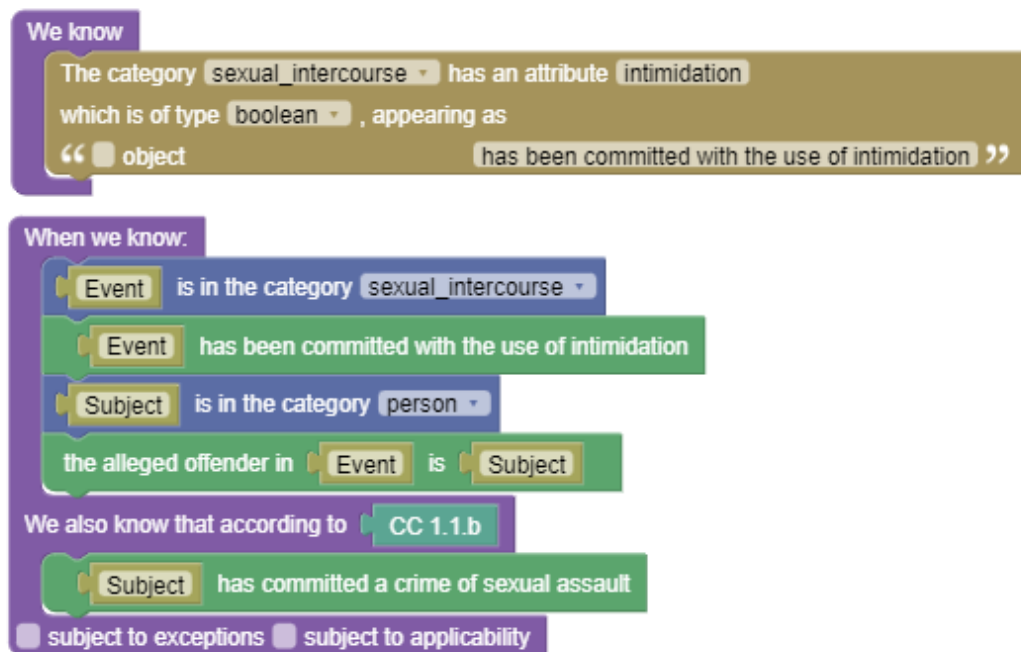 We know
The category sexual_intercourse has an attribute intimidation
which is of type boolean , appearing as
“ object has been committed with the use of intimidation ”
When we know:
Event is in the category sexual_intercourse
Event has been committed with the use of intimidation
Subject is in the category person
the alleged offender in Event is Subject
We also know that according to CC 1.1.b
Subject has committed a crime of sexual assault
subject to exceptions subject to applicability